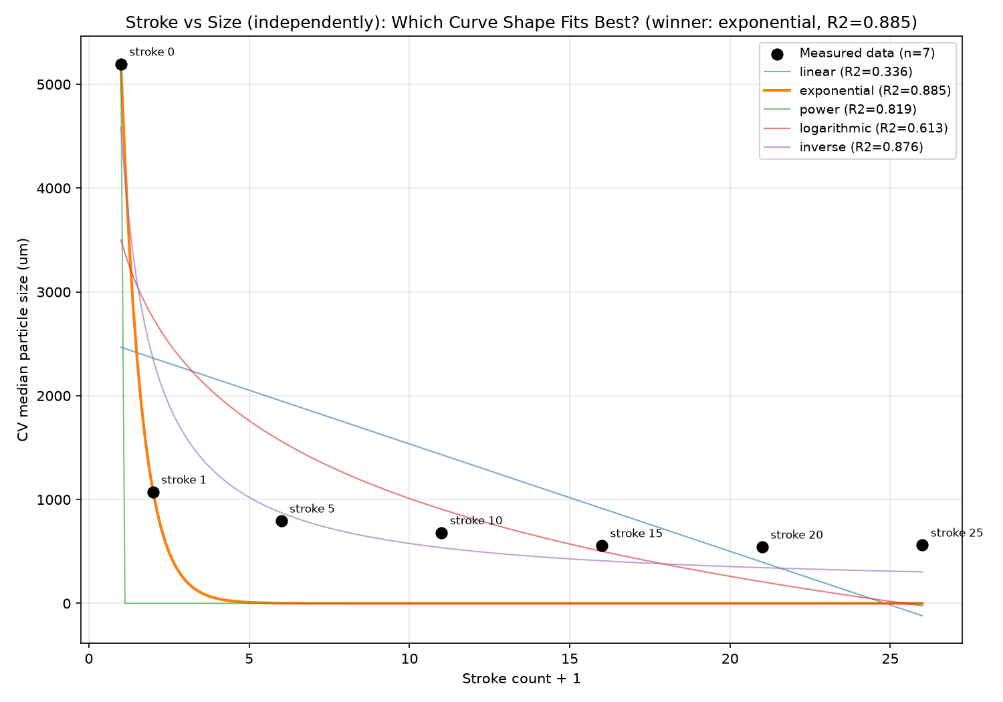 Stroke vs Size (independently): Which Curve Shape Fits Best? (winner: exponential, R2=0.885)
stroke 0
Measured data (n=7)
linear (R2=0.336)
exponential (R2=0.885)
power (R2=0.819)
logarithmic (R2=0.613)
inverse (R2=0.876)
5000
4000
3000
2000
1000
0
CV median particle size (um)
stroke 1
stroke 5
stroke 10
stroke 15
stroke 20
stroke 25
0
5
10
15
20
25
Stroke count + 1